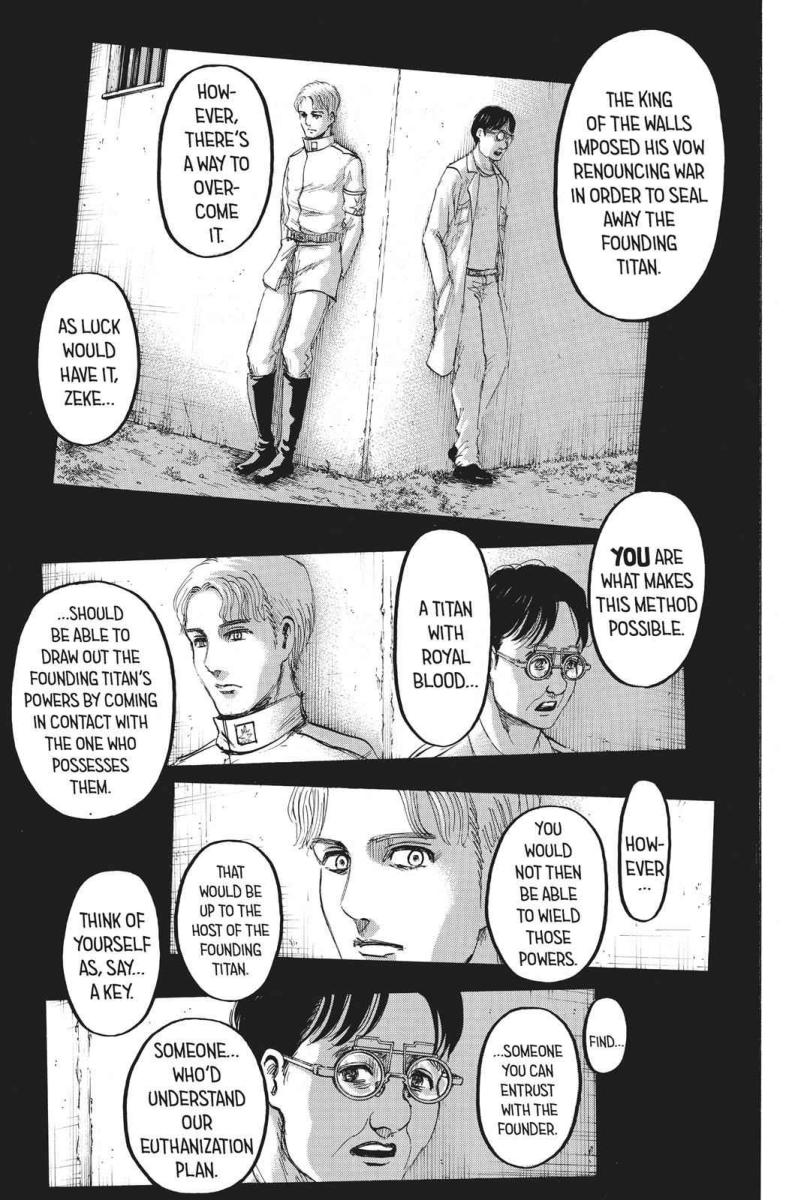 THE KING
OF THE WALLS
IMPOSED HIS VOW
RENOUNCING WAR
IN ORDER TO SEAL
AWAY THE
FOUNDING
TITAN.
HOW-
EVER,
THERE'S
A WAY TO
OVER-
COME
IT.
AS LUCK
WOULD
HAVE IT,
ZEKE...
YOU ARE
WHAT MAKES
THIS METHOD
POSSIBLE.
A TITAN
WITH
ROYAL
BLOOD...
...SHOULD
BE ABLE TO
DRAW OUT THE
FOUNDING TITAN'S
POWERS BY COMING
IN CONTACT WITH
THE ONE WHO
POSSESSES
THEM.
HOW-
EVER
...
YOU
WOULD
NOT THEN
BE ABLE
TO WIELD
THOSE
POWERS.
THAT
WOULD BE
UP TO THE
HOST OF THE
FOUNDING
TITAN.
THINK OF
YOURSELF
AS, SAY...
A KEY.
FIND...
...SOMEONE
YOU CAN
ENTRUST
WITH THE
FOUNDER.
SOMEONE...
WHO'D
UNDERSTAND
OUR
EUTHANIZATION
PLAN.